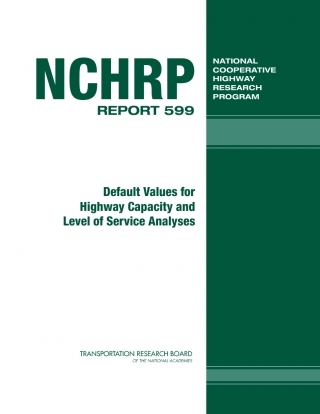 NCHRP
REPORT 599
NATIONAL
COOPERATIVE
HIGHWAY
RESEARCH
PROGRAM
Default Values for
Highway Capacity and
Level of Service Analyses
TRANSPORTATION RESEARCH BOARD
OF THE NATIONAL ACADEMIES